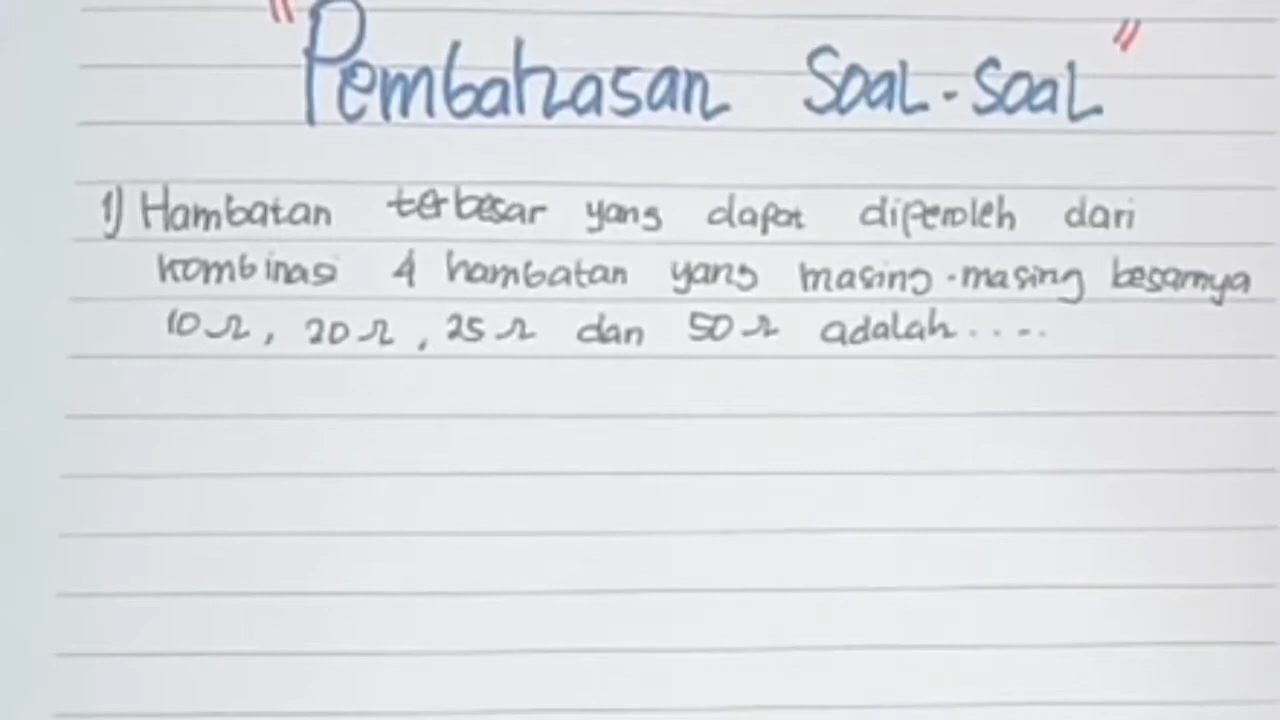 "Pembahasan Soal-Soal"
1) Hambatan terbesar yang dapat diperoleh dari
kombinasi 4 hambatan yang masing-masing besarnya
10Ω, 20Ω, 25Ω dan 50Ω adalah....